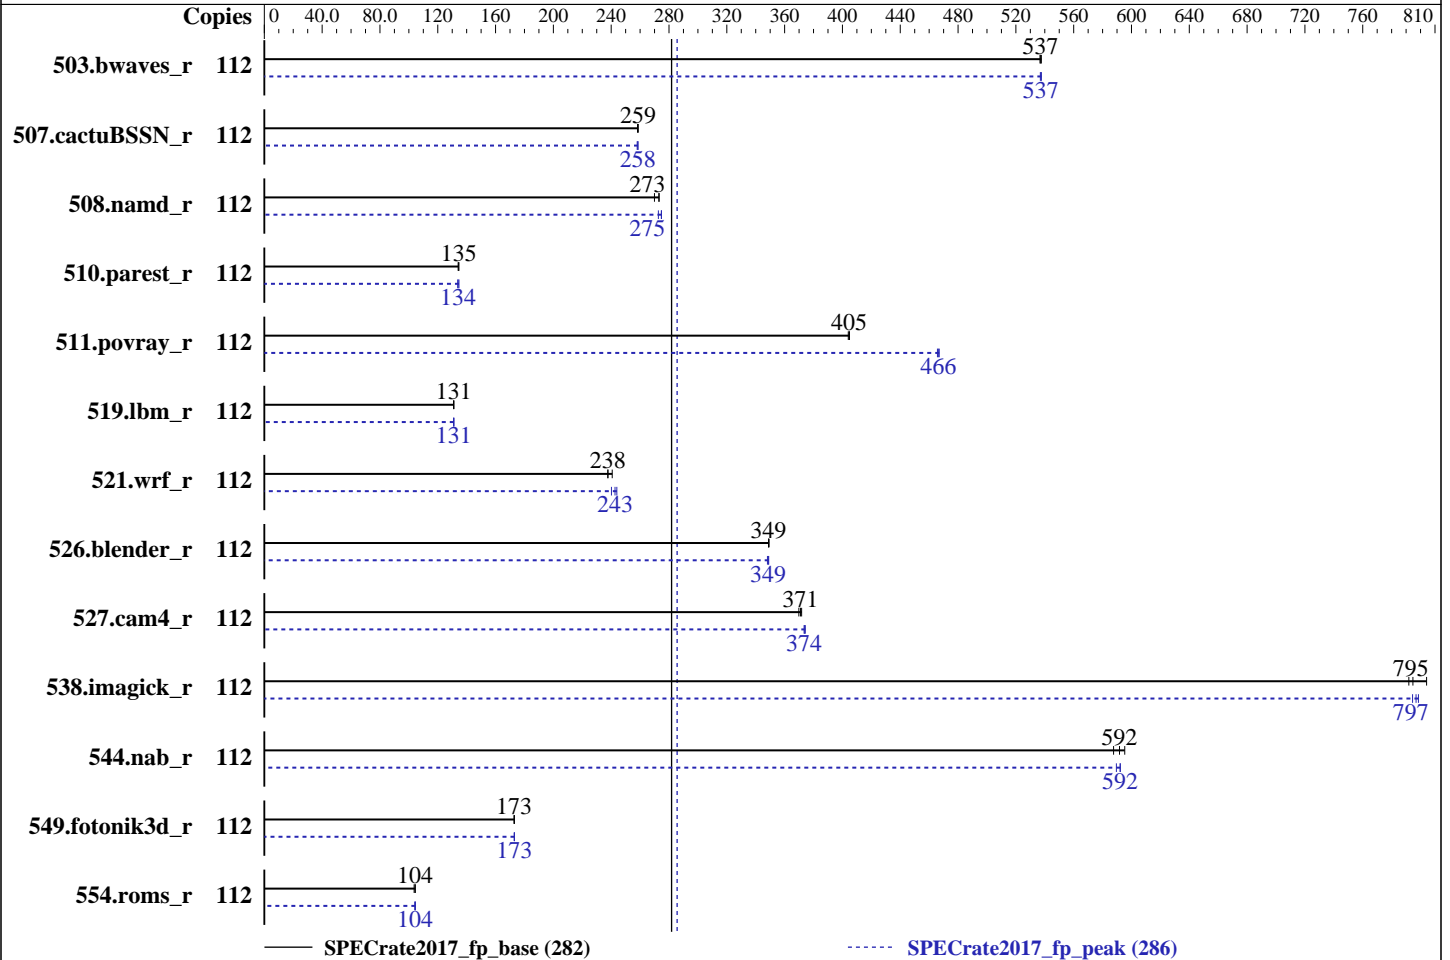 Copies 0 40.0 80.0 120 160 200 240 280 320 360 400 440 480 520 560 600 640 680 720 760 810
503.bwaves_r 112 537
537
507.cactuBSSN_r 112 259
258
508.namd_r 112 273
275
510.parest_r 112 135
134
511.povray_r 112 405
466
519.lbm_r 112 131
131
521.wrf_r 112 238
243
526.blender_r 112 349
349
527.cam4_r 112 371
374
538.imagick_r 112 795
797
544.nab_r 112 592
592
549.fotonik3d_r 112 173
173
554.roms_r 112 104
104
SPECrate2017_fp_base (282) SPECrate2017_fp_peak (286)